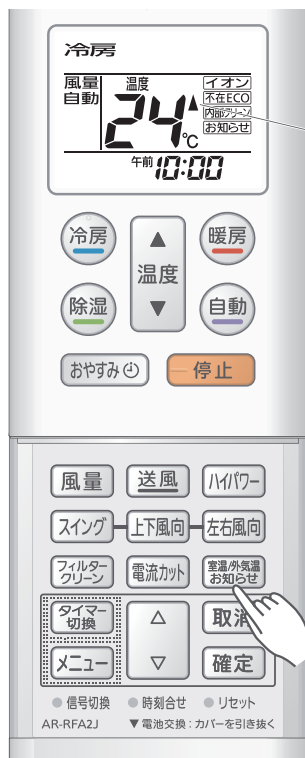 冷房
風量 温度 イオン
自動 24℃ 不在ECO
内部クリーン
お知らせ
午前 10:00
冷房 ▲ 暖房
温度
除湿 ▼ 自動
おやすみ 停止
風量 送風 ハイパワー
スイング 上下風向 左右風向
フィルター
クリーン 電流カット 室温/外気温
お知らせ
タイマー
切換 △ 取消
メニュー ▽ 確定
信号切換 時刻合せ リセット
AR-RFA2J ▼電池交換:カバーを引き抜く